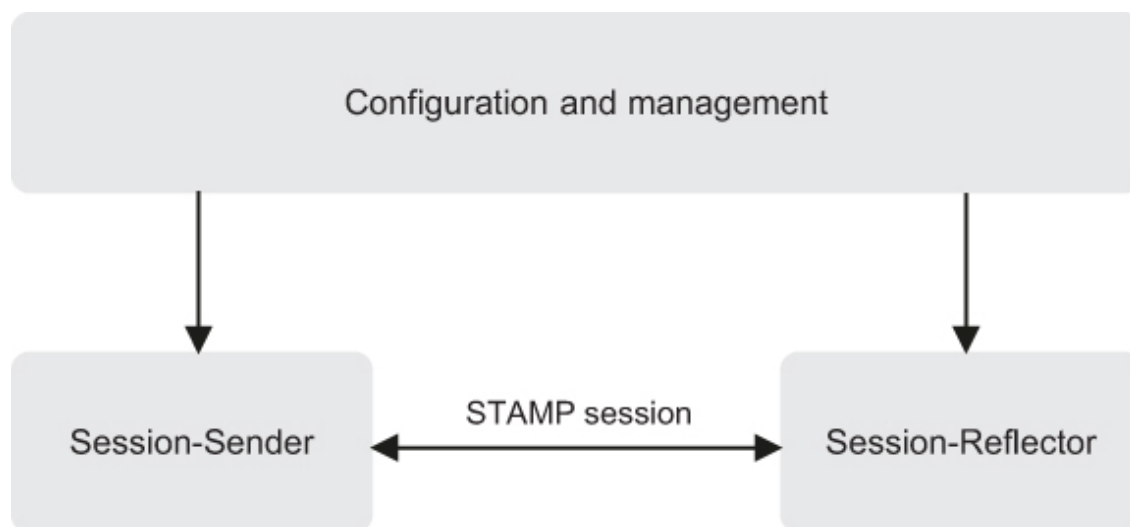 Configuration and management
STAMP session
Session-Sender
Session-Reflector